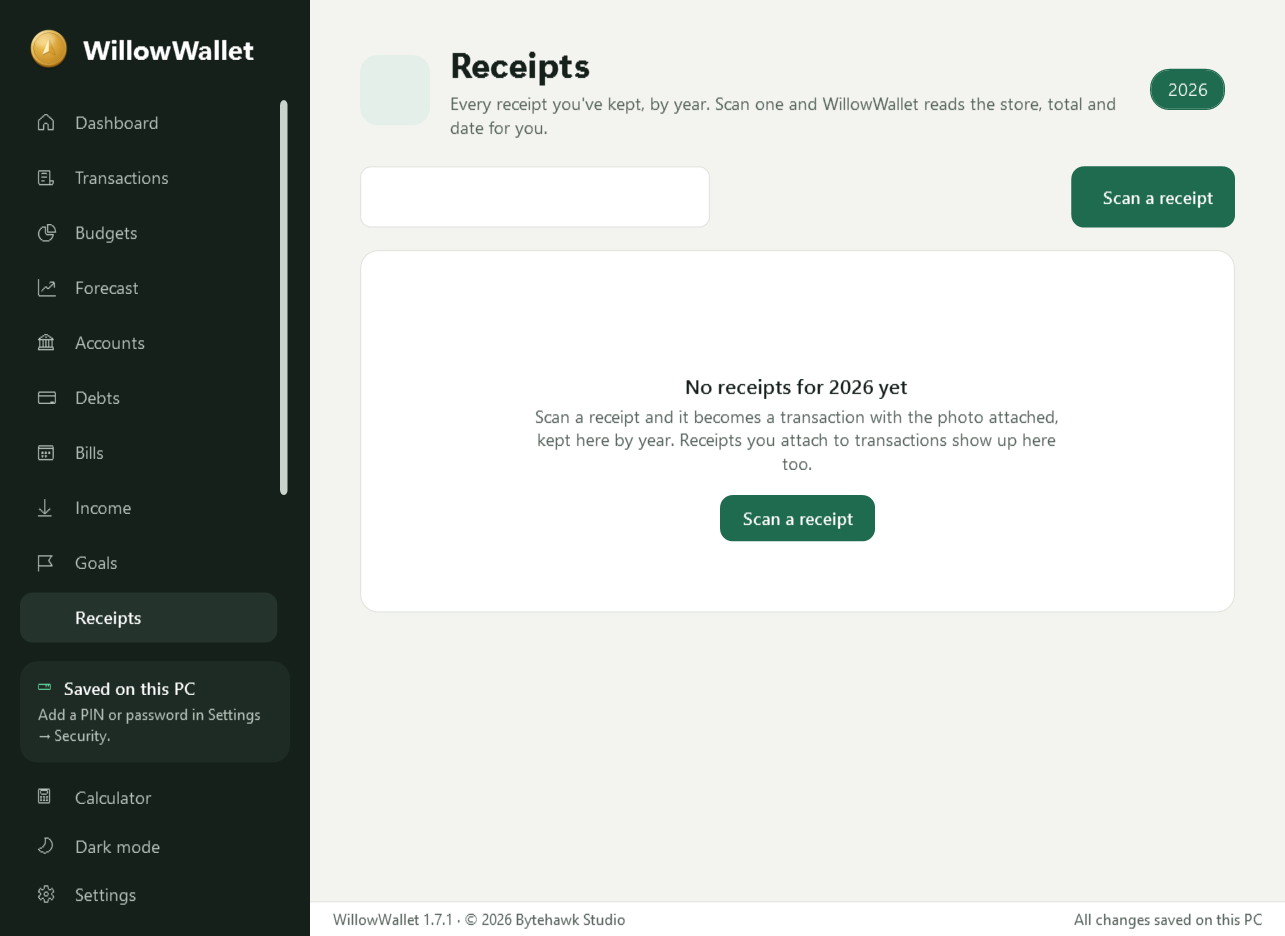 WillowWallet
Dashboard
Transactions
Budgets
Forecast
Accounts
Debts
Bills
Income
Goals
Receipts
Saved on this PC
Add a PIN or password in Settings
→ Security.
Calculator
Dark mode
Settings
Receipts
Every receipt you've kept, by year. Scan one and WillowWallet reads the store, total and
date for you.
2026
Scan a receipt
No receipts for 2026 yet
Scan a receipt and it becomes a transaction with the photo attached,
kept here by year. Receipts you attach to transactions show up here
too.
Scan a receipt
WillowWallet 1.7.1 · © 2026 Bytehawk Studio
All changes saved on this PC